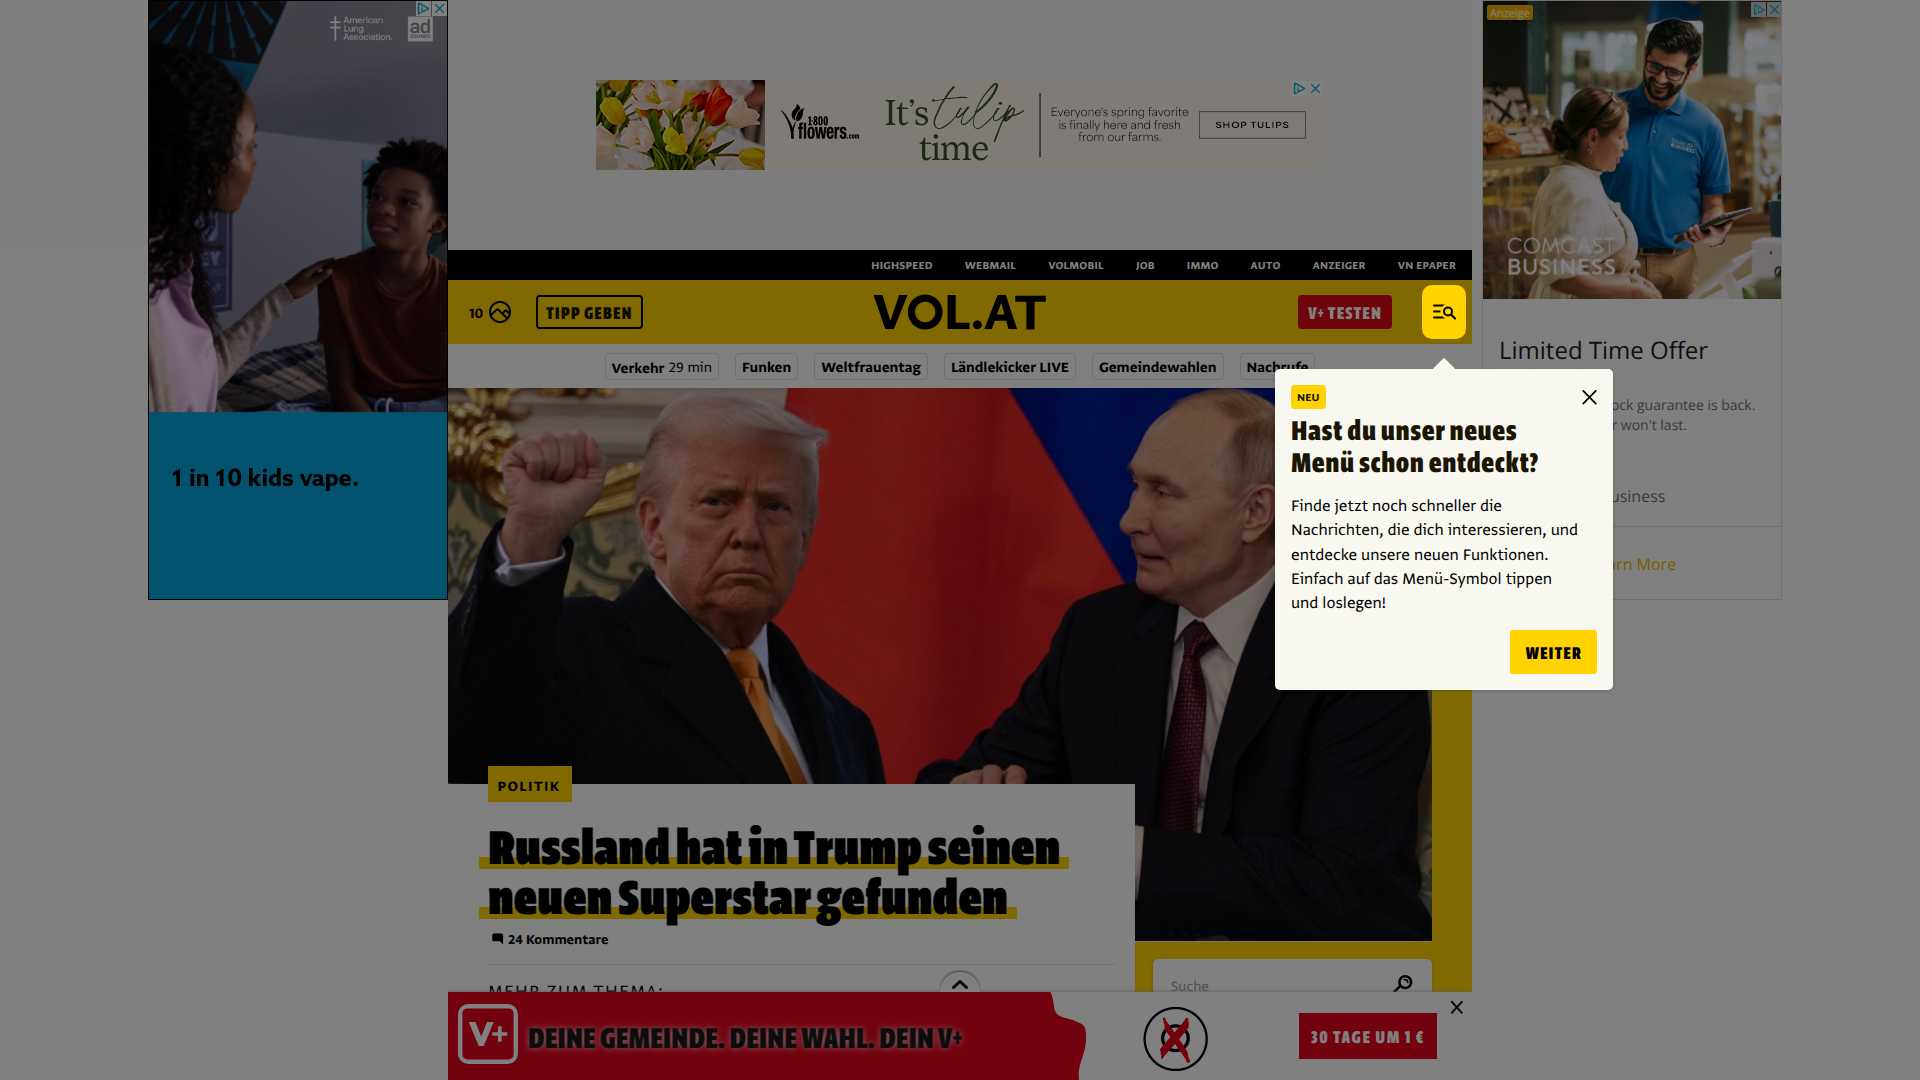 American
Lung
Association.
ad
1 in 10 kids vape.
1-800
flowers.com
It's tulip
time
Everyone's spring favorite
is finally here and fresh
from our farms.
SHOP TULIPS
Anzeige
COMCAST
BUSINESS
Limited Time Offer
ock guarantee is back.
r won't last.
usiness
rn More
HIGHSPEED WEBMAIL VOLMOBIL JOB IMMO AUTO ANZEIGER VN EPAPER
10 TIPP GEBEN VOL.AT V+ TESTEN
Verkehr 29 min Funken Weltfrauentag Ländlekicker LIVE Gemeindewahlen Nachrufe
NEU
Hast du unser neues
Menü schon entdeckt?
Finde jetzt noch schneller die
Nachrichten, die dich interessieren, und
entdecke unsere neuen Funktionen.
Einfach auf das Menü-Symbol tippen
und loslegen!
WEITER
POLITIK
Russland hat in Trump seinen
neuen Superstar gefunden
24 Kommentare
MEHR ZUM THEMA:
Suche
V+ DEINE GEMEINDE. DEINE WAHL. DEIN V+
30 TAGE UM 1 €